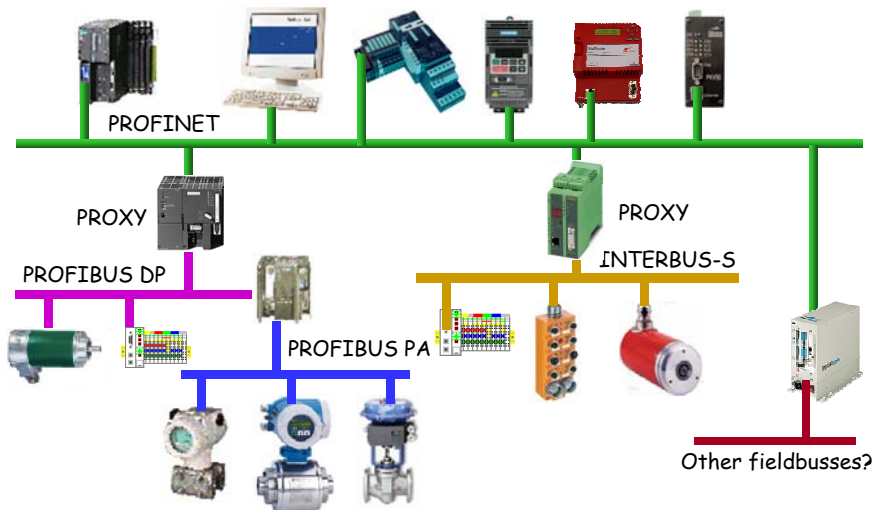 PROFINET
PROXY
PROXY
PROFIBUS DP
INTERBUS-S
PROFIBUS PA
Other fieldbusses?